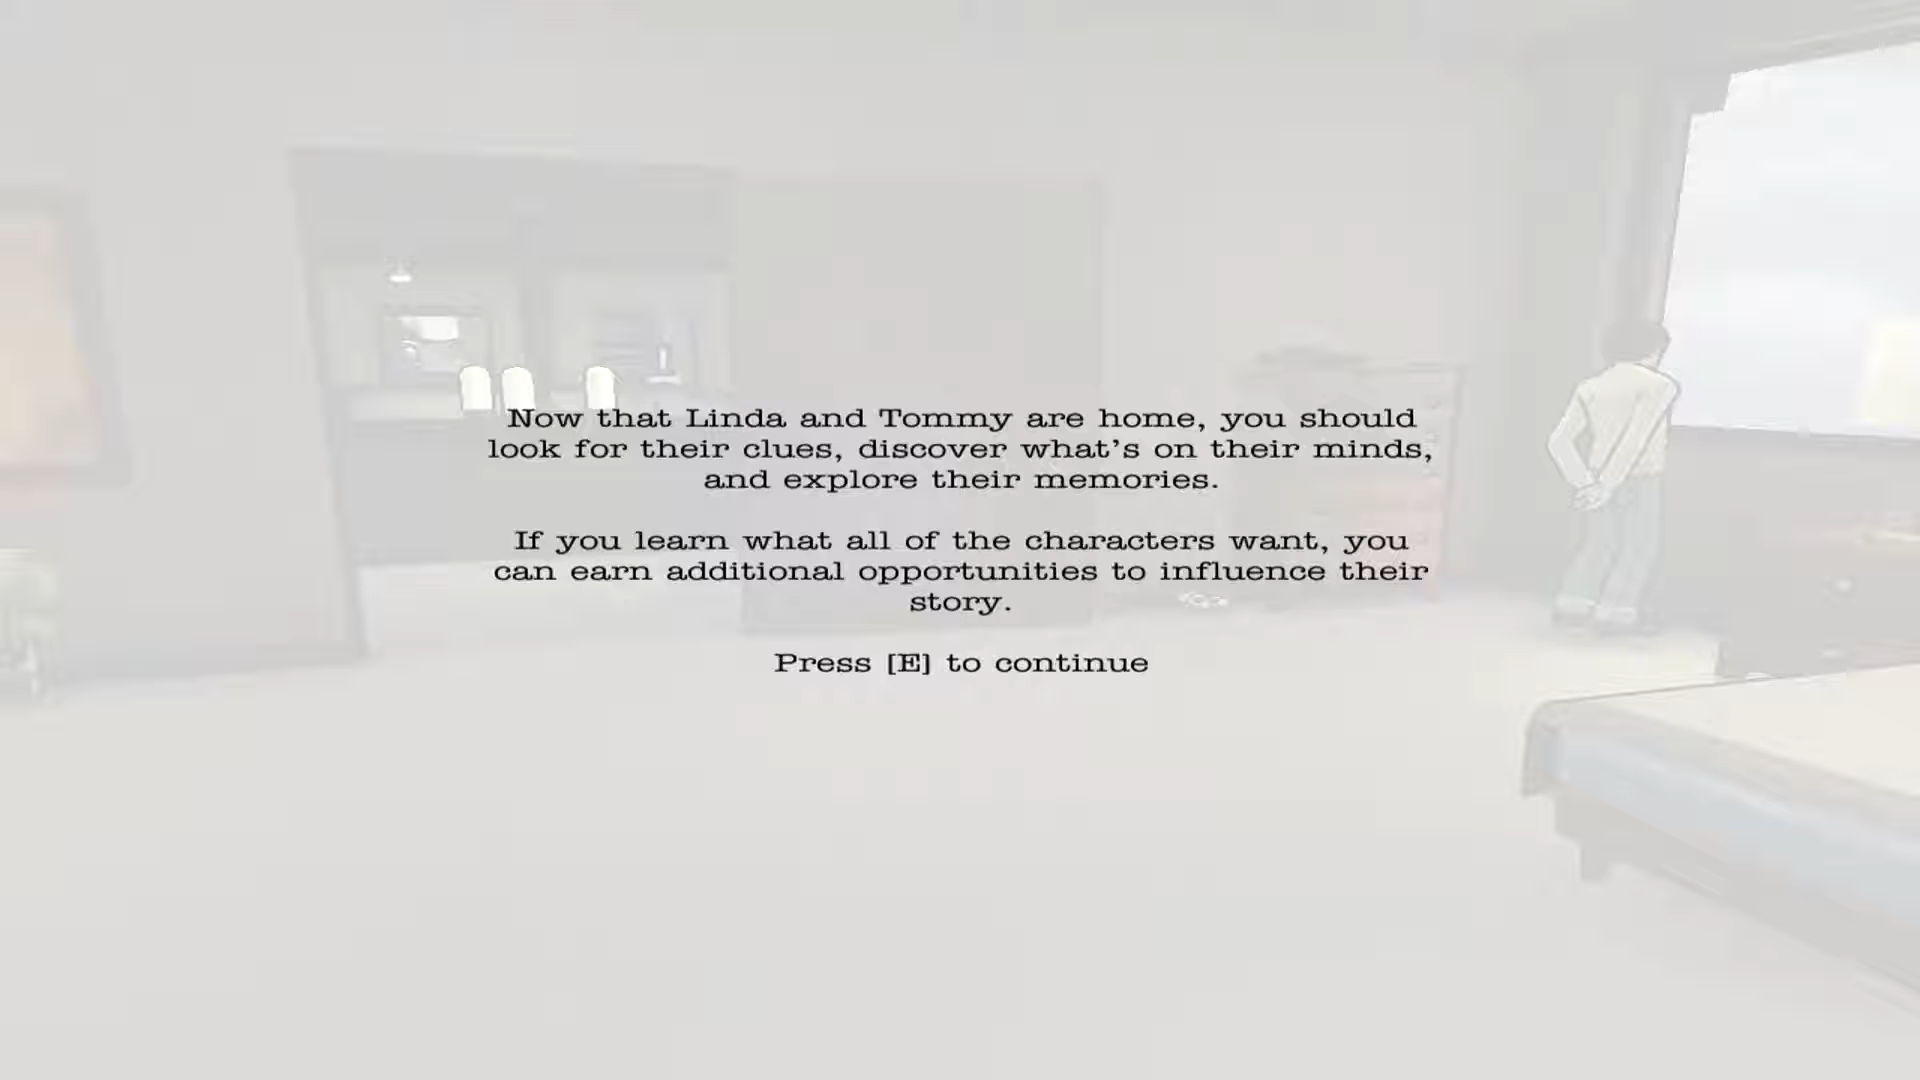 Now that Linda and Tommy are home, you should
look for their clues, discover what's on their minds,
and explore their memories.
If you learn what all of the characters want, you
can earn additional opportunities to influence their
story.
Press [E] to continue